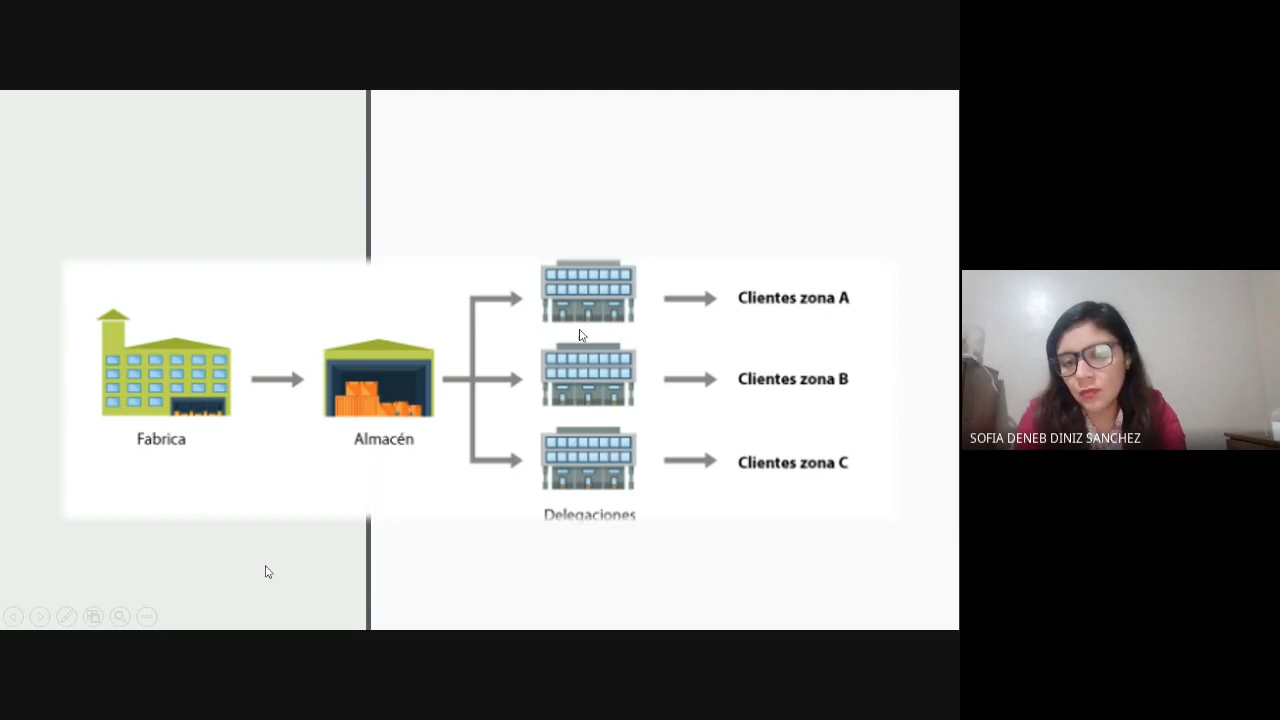 Clientes zona A
Clientes zona B
Fabrica
Almacén
Clientes zona C
Delegaciones
SOFIA DENEB DINIZ SANCHEZ